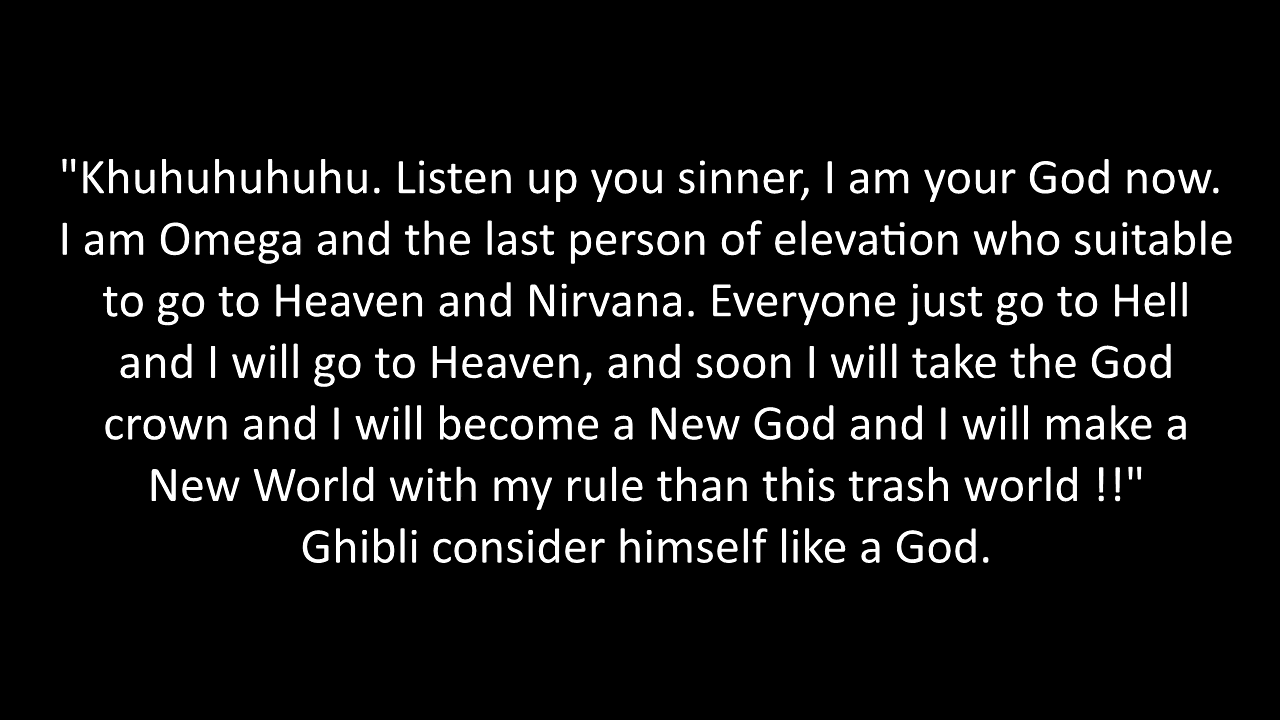 "Khuhuhuhuhu. Listen up you sinner, I am your God now.
I am Omega and the last person of elevation who suitable
to go to Heaven and Nirvana. Everyone just go to Hell
and I will go to Heaven, and soon I will take the God
crown and I will become a New God and I will make a
New World with my rule than this trash world !!"
Ghibli consider himself like a God.